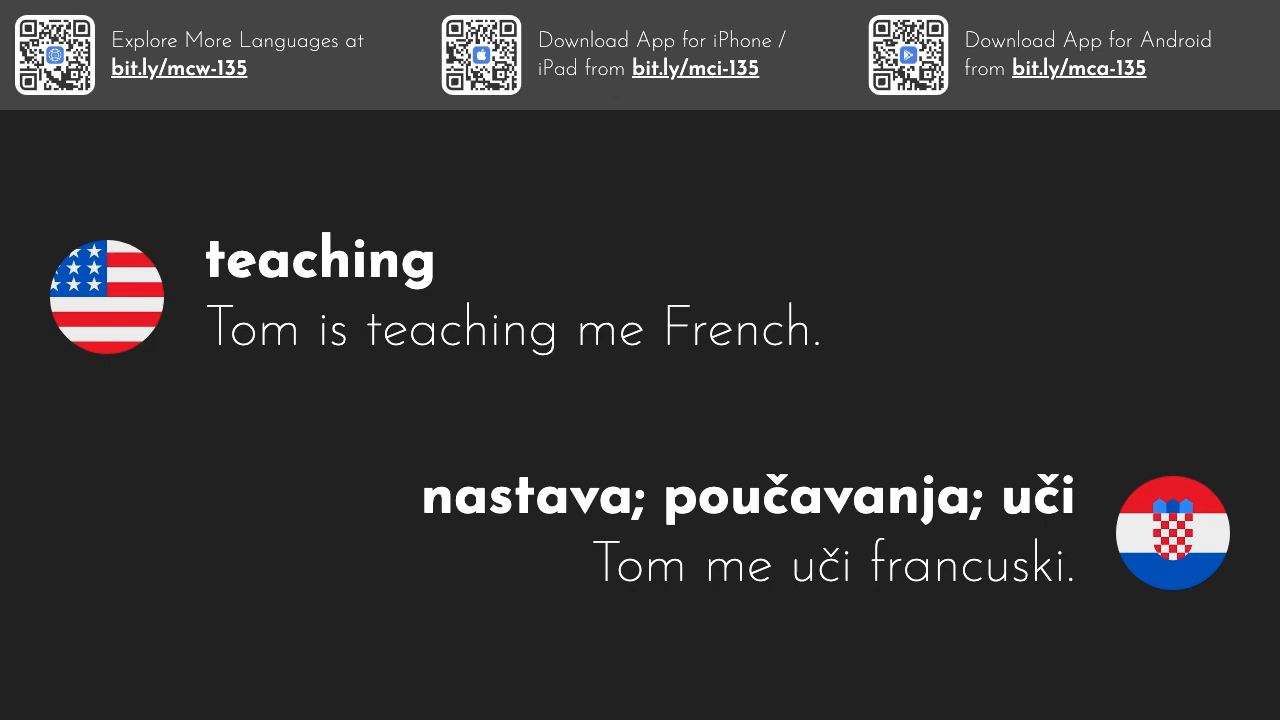 Explore More Languages at
bit.ly/mcw-135
Download App for iPhone /
iPad from bit.ly/mci-135
Download App for Android
from bit.ly/mca-135
teaching
Tom is teaching me French.
nastava; poučavanja; uči
Tom me uči francuski.